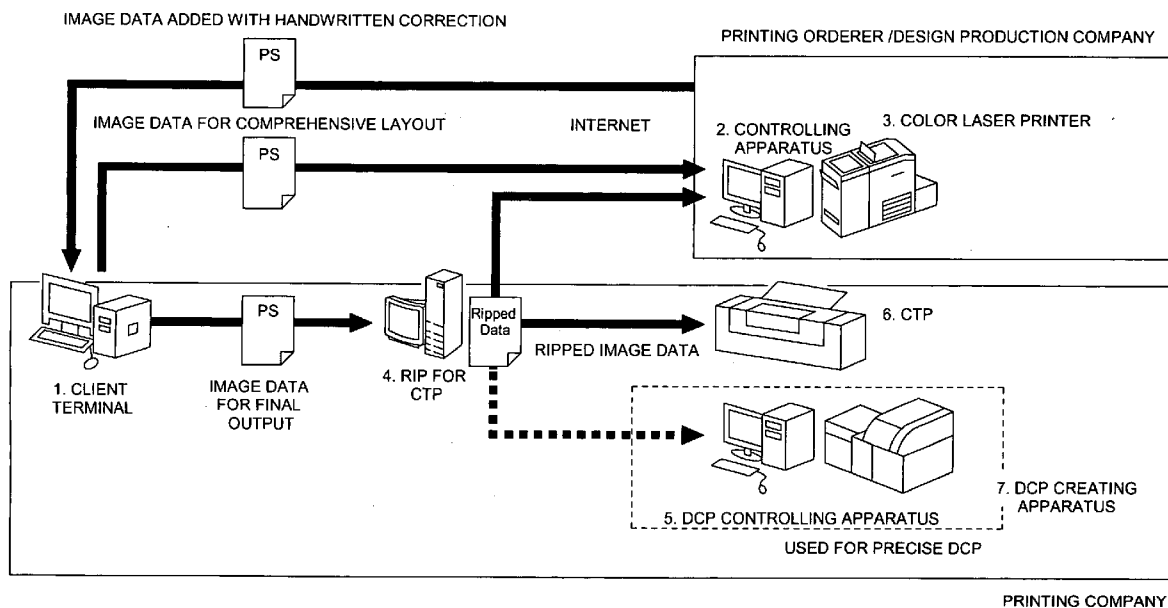 IMAGE DATA ADDED WITH HANDWRITTEN CORRECTION
PS
PRINTING ORDERER /DESIGN PRODUCTION COMPANY
IMAGE DATA FOR COMPREHENSIVE LAYOUT
PS
INTERNET
2. CONTROLLING
APPARATUS
3. COLOR LASER PRINTER
1. CLIENT
TERMINAL
PS
IMAGE DATA
FOR FINAL
OUTPUT
4. RIP FOR
CTP
Ripped
Data
RIPPED IMAGE DATA
6. CTP
5. DCP CONTROLLING APPARATUS
7. DCP CREATING
APPARATUS
USED FOR PRECISE DCP
PRINTING COMPANY